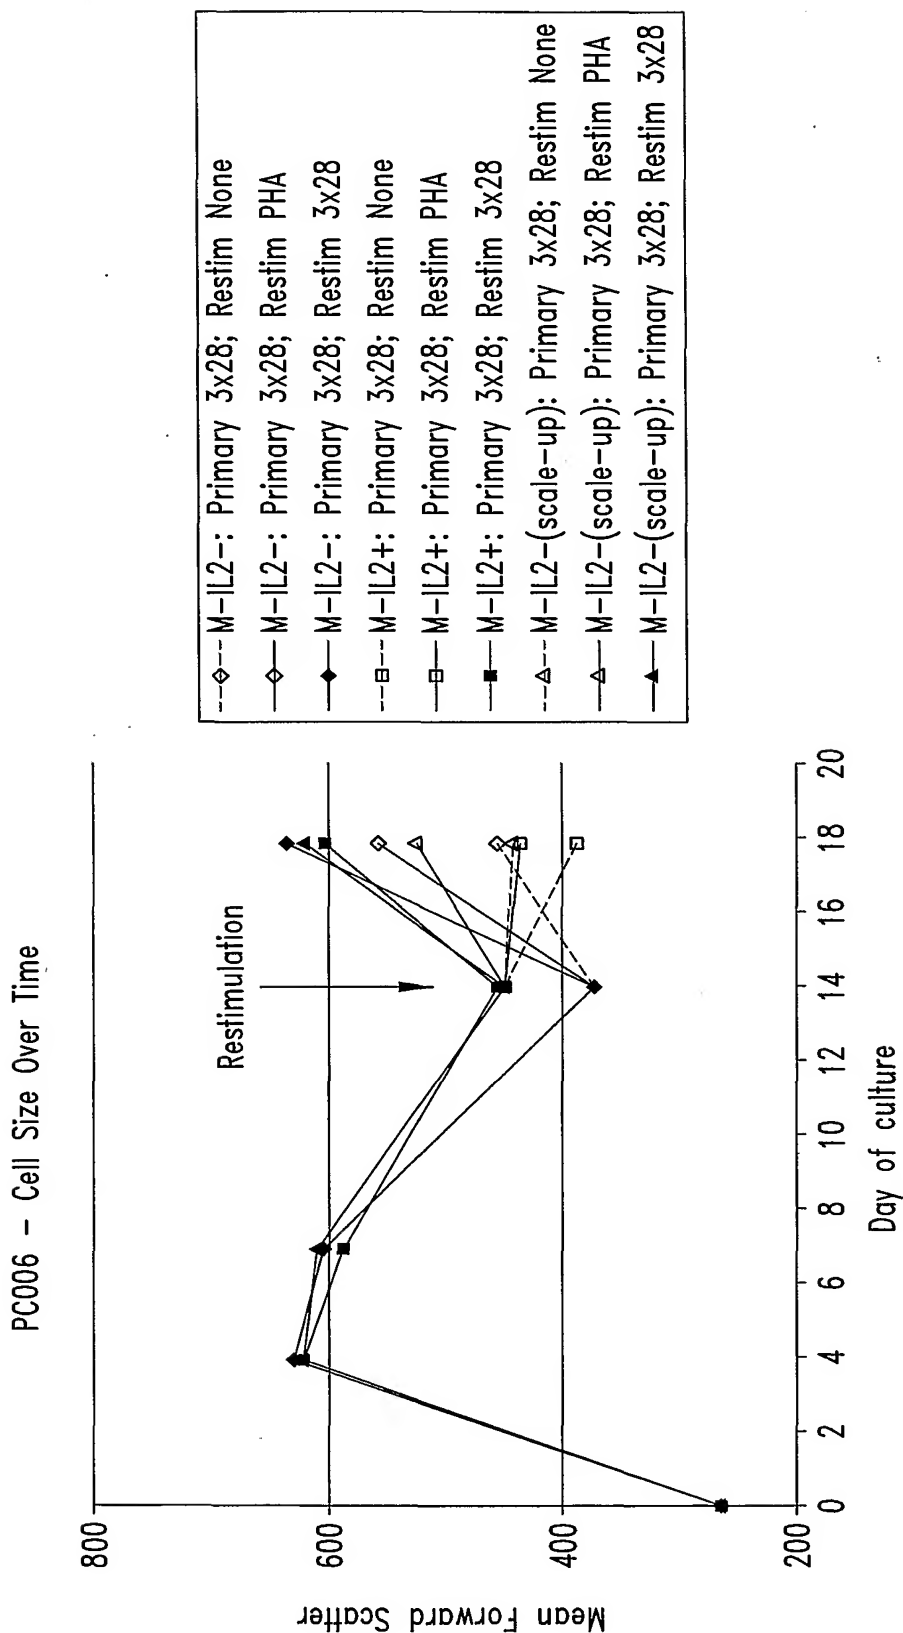 PC006 – Cell Size Over Time
Mean Forward Scatter
800
600
400
200
Restimulation
0 2 4 6 8 10 12 14 16 18 20
Day of culture
M-IL2-: Primary 3x28; Restim None
M-IL2-: Primary 3x28; Restim PHA
M-IL2-: Primary 3x28; Restim 3x28
M-IL2+: Primary 3x28; Restim None
M-IL2+: Primary 3x28; Restim PHA
M-IL2+: Primary 3x28; Restim 3x28
M-IL2-(scale-up): Primary 3x28; Restim None
M-IL2-(scale-up): Primary 3x28; Restim PHA
M-IL2-(scale-up): Primary 3x28; Restim 3x28